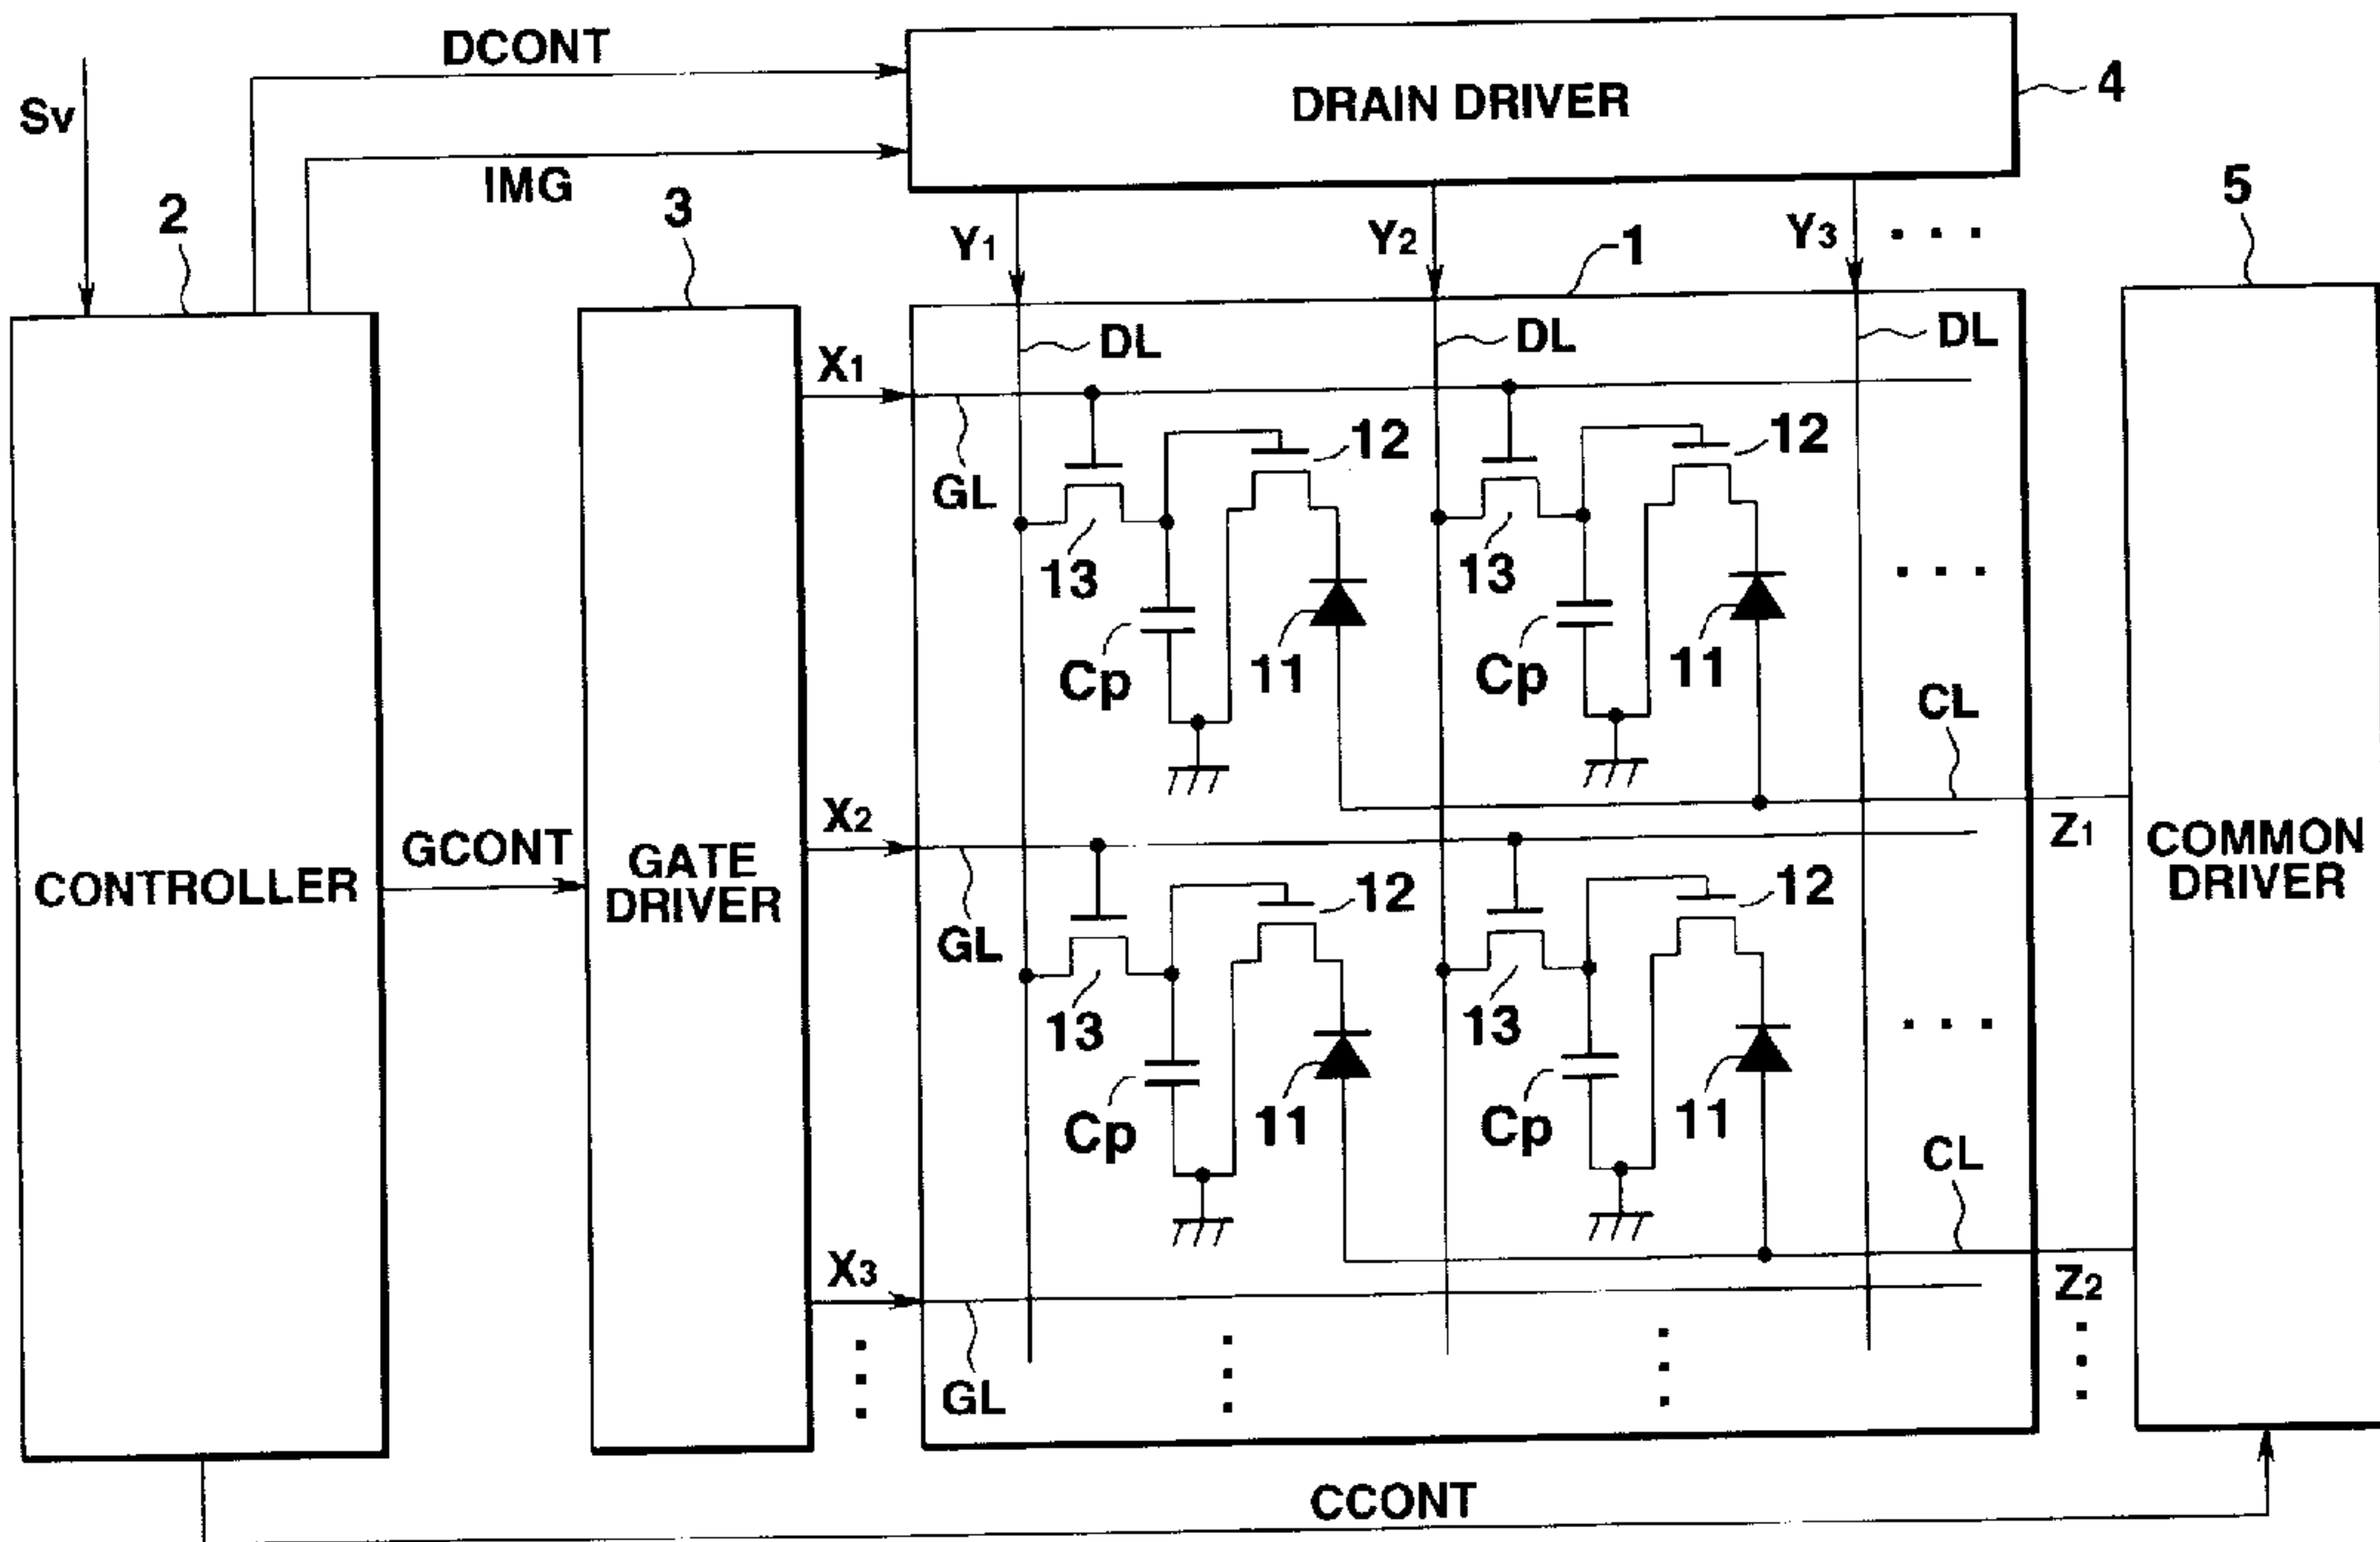 DCONT
Sv
DRAIN DRIVER
4
IMG
2
3
5
Y1
Y2
Y3
. . .
1
DL
DL
DL
X1
GL
12
12
13
13
. . .
Cp
11
Cp
11
CL
X2
Z1
GCONT
CONTROLLER
GATE
DRIVER
COMMON
DRIVER
GL
12
12
13
13
. . .
Cp
11
Cp
11
CL
X3
Z2
GL
CCONT